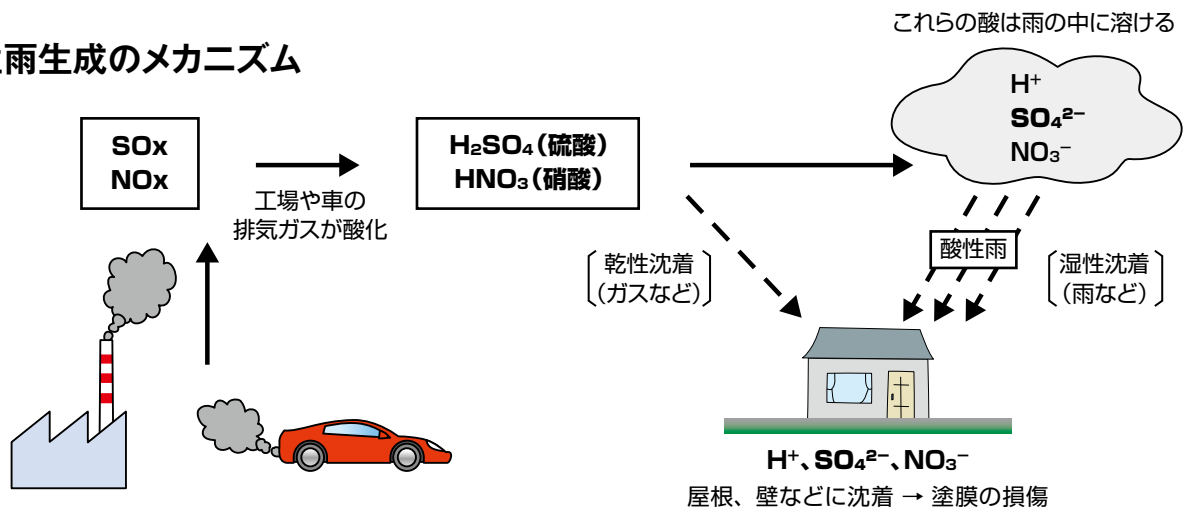 雨生成のメカニズム
これらの酸は雨の中に溶ける
SOx
NOx
工場や車の
排気ガスが酸化
H₂SO₄(硫酸)
HNO₃(硝酸)
H⁺
SO₄²⁻
NO₃⁻
乾性沈着
(ガスなど)
酸性雨
湿性沈着
(雨など)
H⁺、SO₄²⁻、NO₃⁻
屋根、壁などに沈着 → 塗膜の損傷